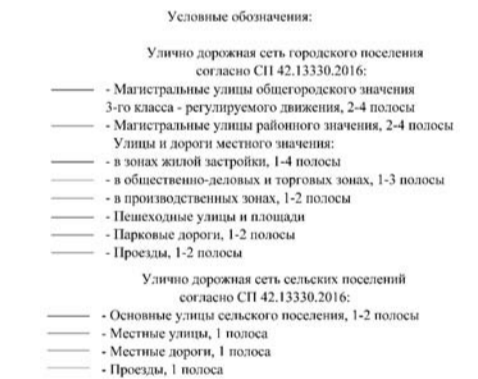 Условные обозначения:
Улично дорожная сеть городского поселения
согласно СП 42.13330.2016:
- Магистральные улицы общегородского значения
3-го класса - регулируемого движения, 2-4 полосы
- Магистральные улицы районного значения, 2-4 полосы
Улицы и дороги местного значения:
- в зонах жилой застройки, 1-4 полосы
- в общественно-деловых и торговых зонах, 1-3 полосы
- в производственных зонах, 1-2 полосы
- Пешеходные улицы и площади
- Парковые дороги, 1-2 полосы
- Проезды, 1-2 полосы
Улично дорожная сеть сельских поселений
согласно СП 42.13330.2016:
- Основные улицы сельского поселения, 1-2 полосы
- Местные улицы, 1 полоса
- Местные дороги, 1 полоса
- Проезды, 1 полоса